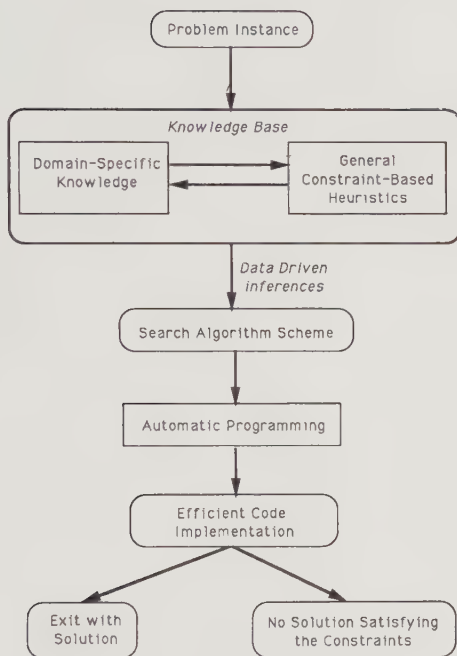 Problem Instance
Knowledge Base
Domain-Specific
Knowledge
General
Constraint-Based
Heuristics
Data Driven
inferences
Search Algorithm Scheme
Automatic Programming
Efficient Code
Implementation
Exit with
Solution
No Solution Satisfying
the Constraints